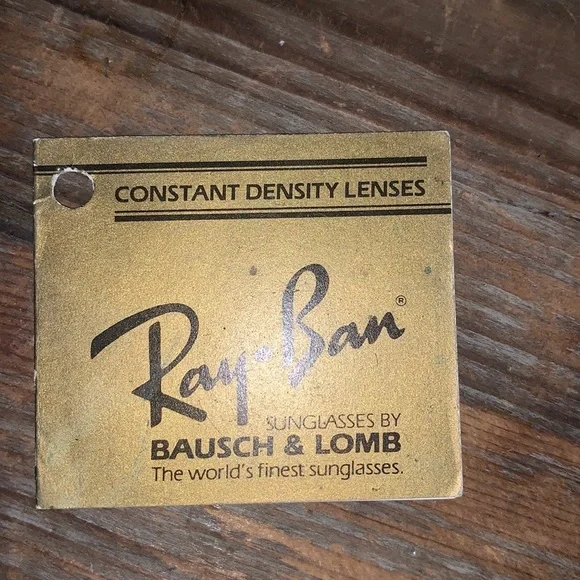 CONSTANT DENSITY LENSES
Ray-Ban®
SUNGLASSES BY
BAUSCH & LOMB
The world's finest sunglasses.